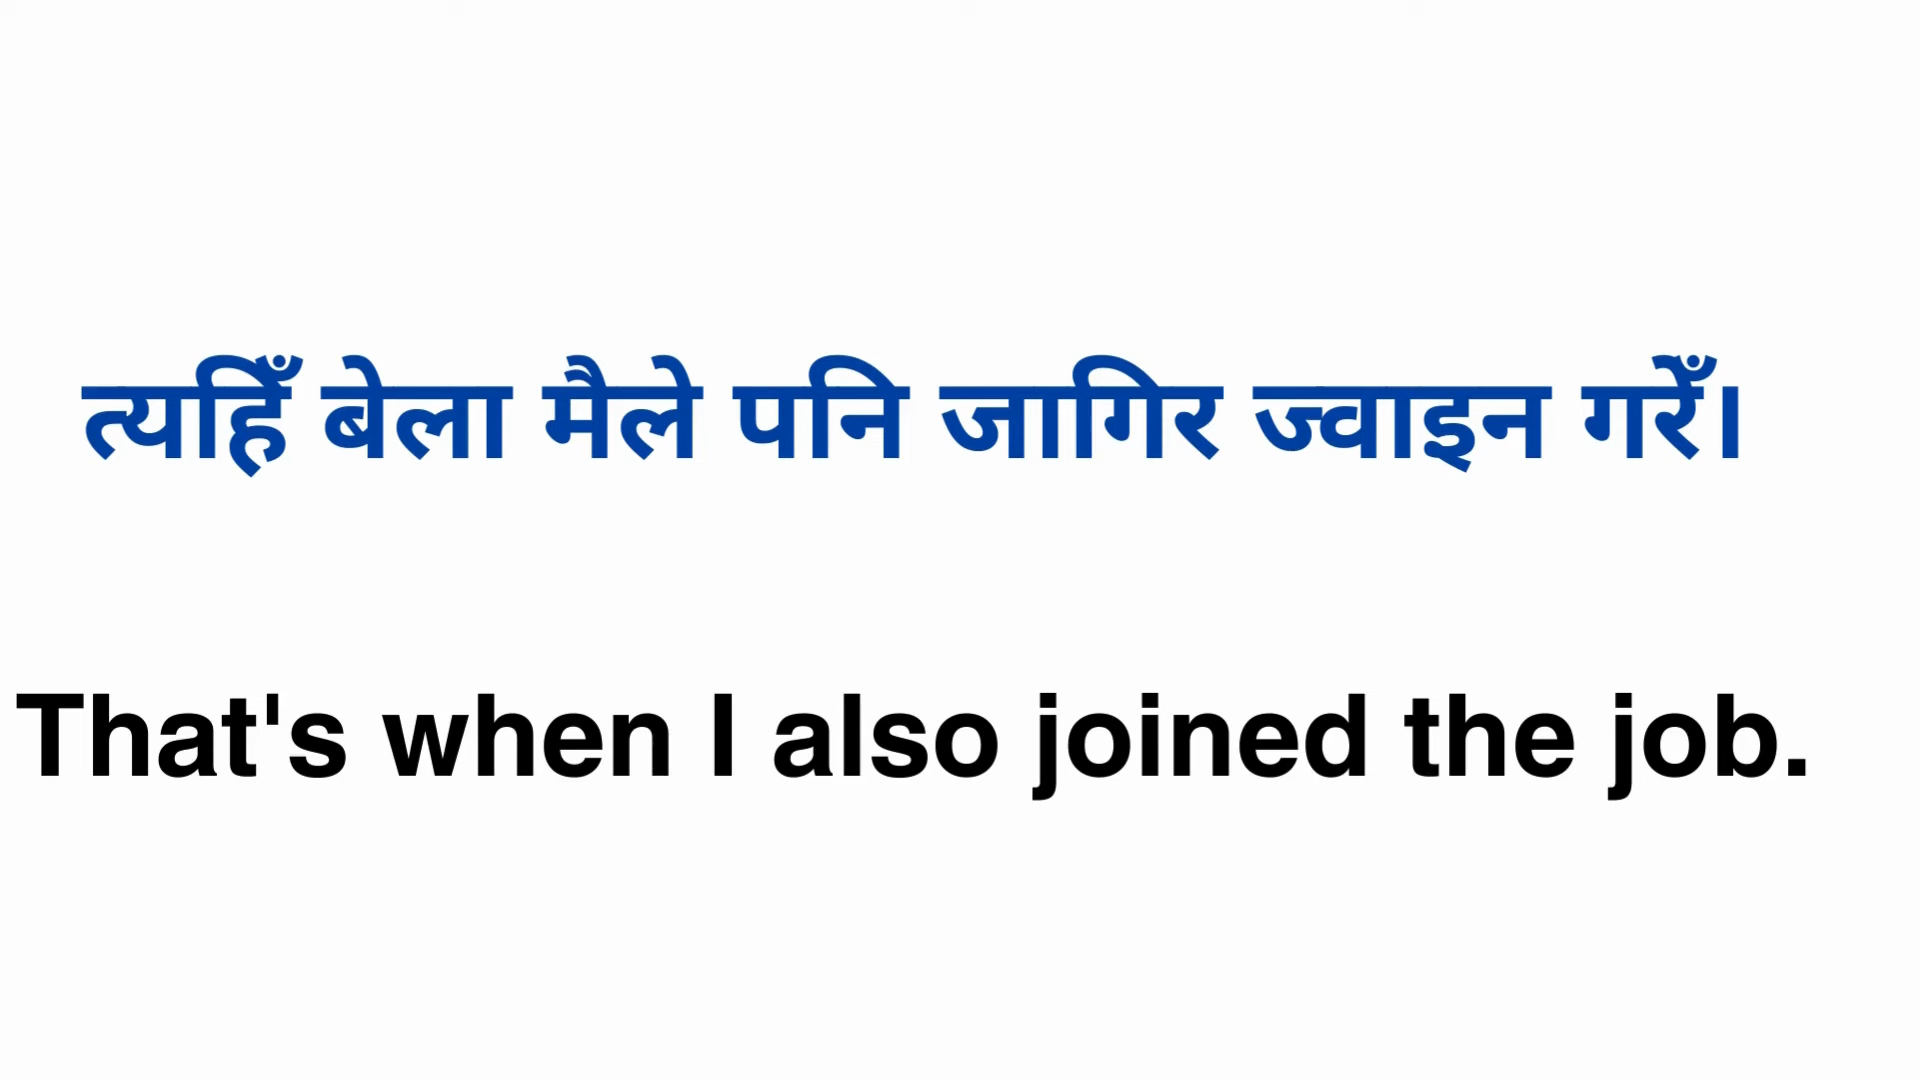 त्यहिँ बेला मैले पनि जागिर ज्वाइन गरेँ।
That's when I also joined the job.